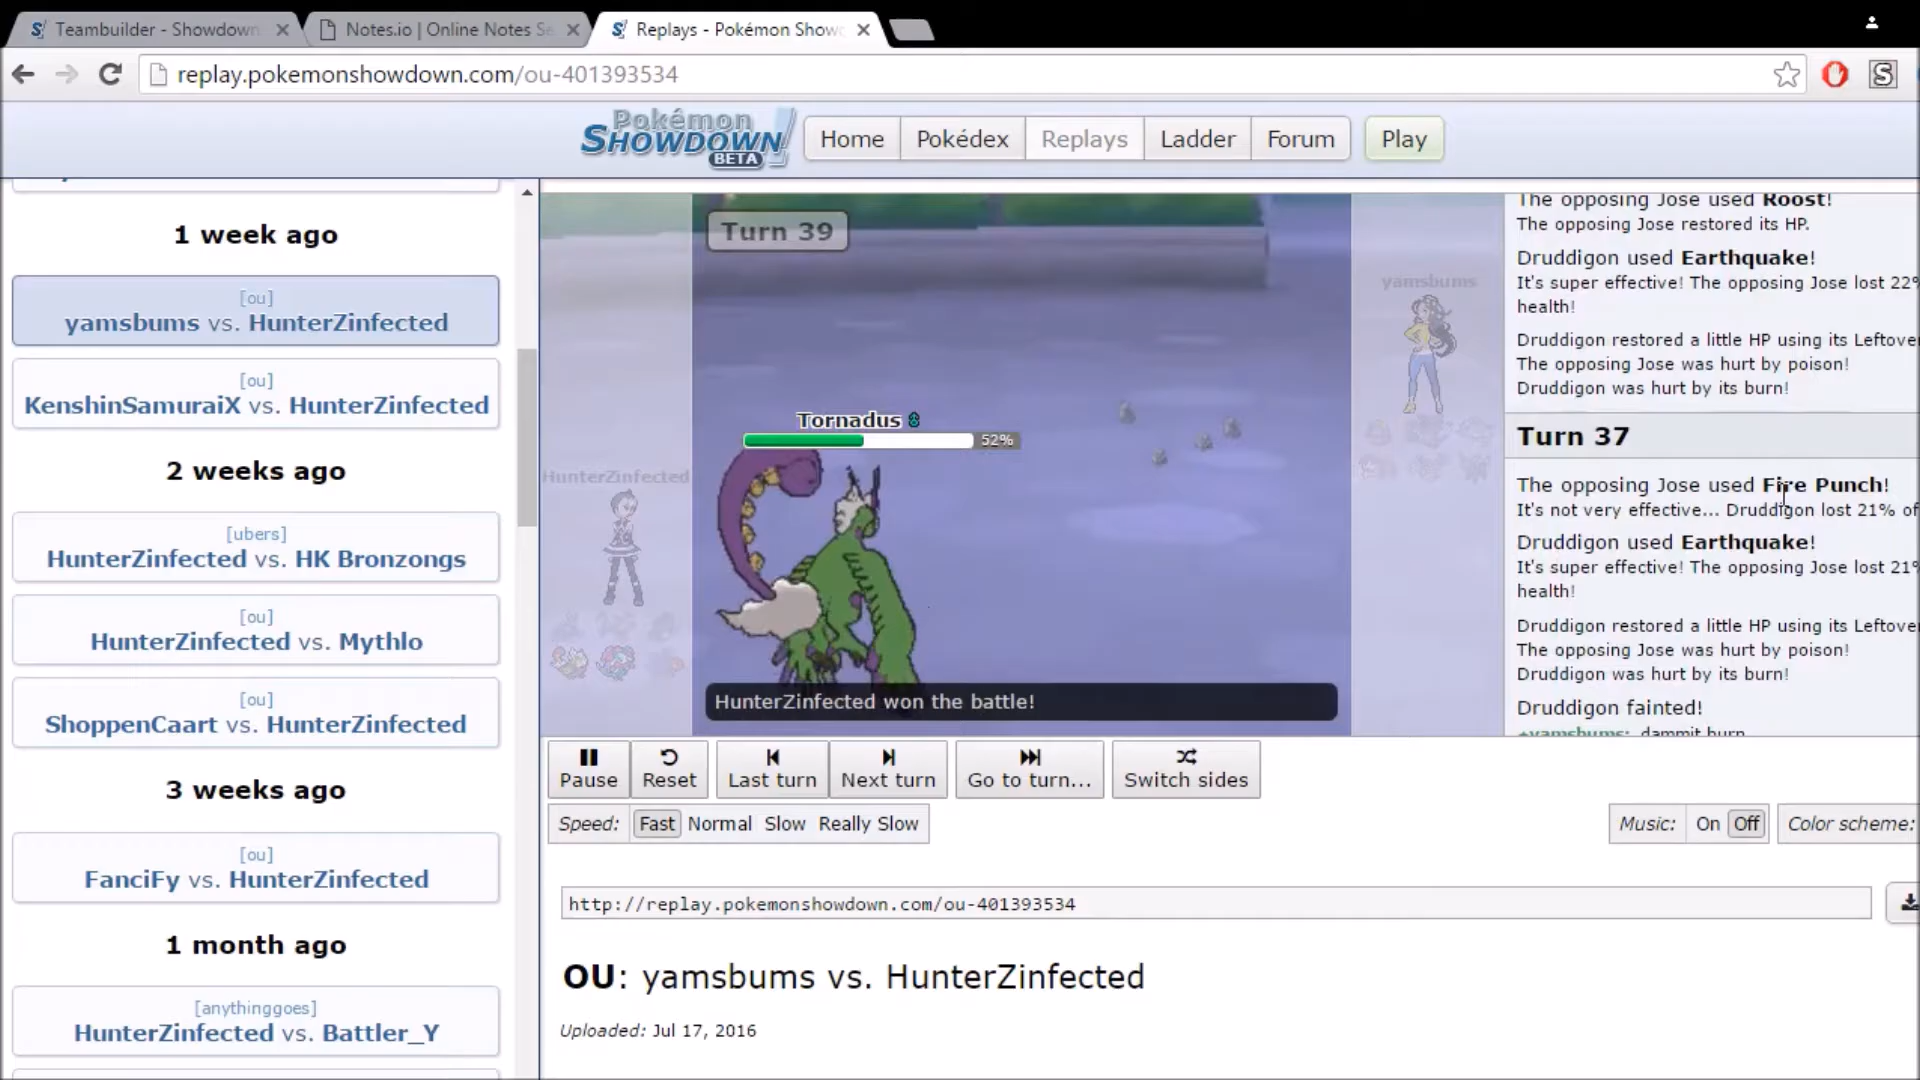 Teambuilder - Showdown
Notes.io | Online Notes Se
Replays - Pokémon Show
replay.pokemonshowdown.com/ou-401393534
Pokémon
SHOWDOWN!
BETA
Home
Pokédex
Replays
Ladder
Forum
Play
1 week ago
[ou]
yamsbums vs. HunterZinfected
[ou]
KenshinSamuraiX vs. HunterZinfected
2 weeks ago
[ubers]
HunterZinfected vs. HK Bronzongs
[ou]
HunterZinfected vs. Mythlo
[ou]
ShoppenCaart vs. HunterZinfected
3 weeks ago
[ou]
FanciFy vs. HunterZinfected
1 month ago
[anythinggoes]
HunterZinfected vs. Battler_Y
Turn 39
yamsbums
HunterZinfected
Tornadus
52%
HunterZinfected won the battle!
The opposing Jose used Roost!
The opposing Jose restored its HP.
Druddigon used Earthquake!
It's super effective! The opposing Jose lost 22%
health!
Druddigon restored a little HP using its Leftove
The opposing Jose was hurt by poison!
Druddigon was hurt by its burn!
Turn 37
The opposing Jose used Fire Punch!
It's not very effective... Druddigon lost 21% of
Druddigon used Earthquake!
It's super effective! The opposing Jose lost 21%
health!
Druddigon restored a little HP using its Leftove
The opposing Jose was hurt by poison!
Druddigon was hurt by its burn!
Druddigon fainted!
yamsbums: dammit burn
Pause
Reset
Last turn
Next turn
Go to turn...
Switch sides
Speed: Fast Normal Slow Really Slow
Music: On Off
Color scheme:
http://replay.pokemonshowdown.com/ou-401393534
OU: yamsbums vs. HunterZinfected
Uploaded: Jul 17, 2016